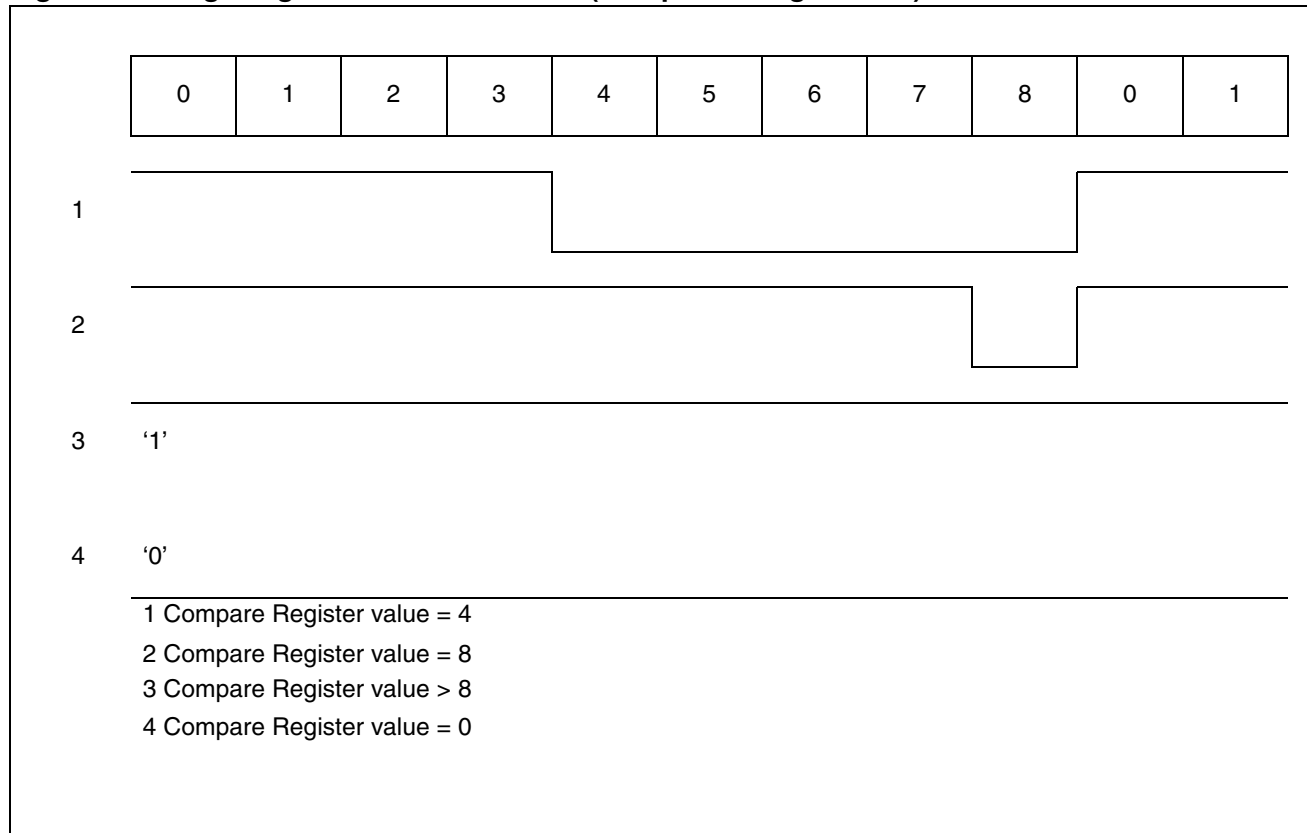 0 1 2 3 4 5 6 7 8 0 1
1
2
3 ‘1’
4 ‘0’
1 Compare Register value = 4
2 Compare Register value = 8
3 Compare Register value > 8
4 Compare Register value = 0